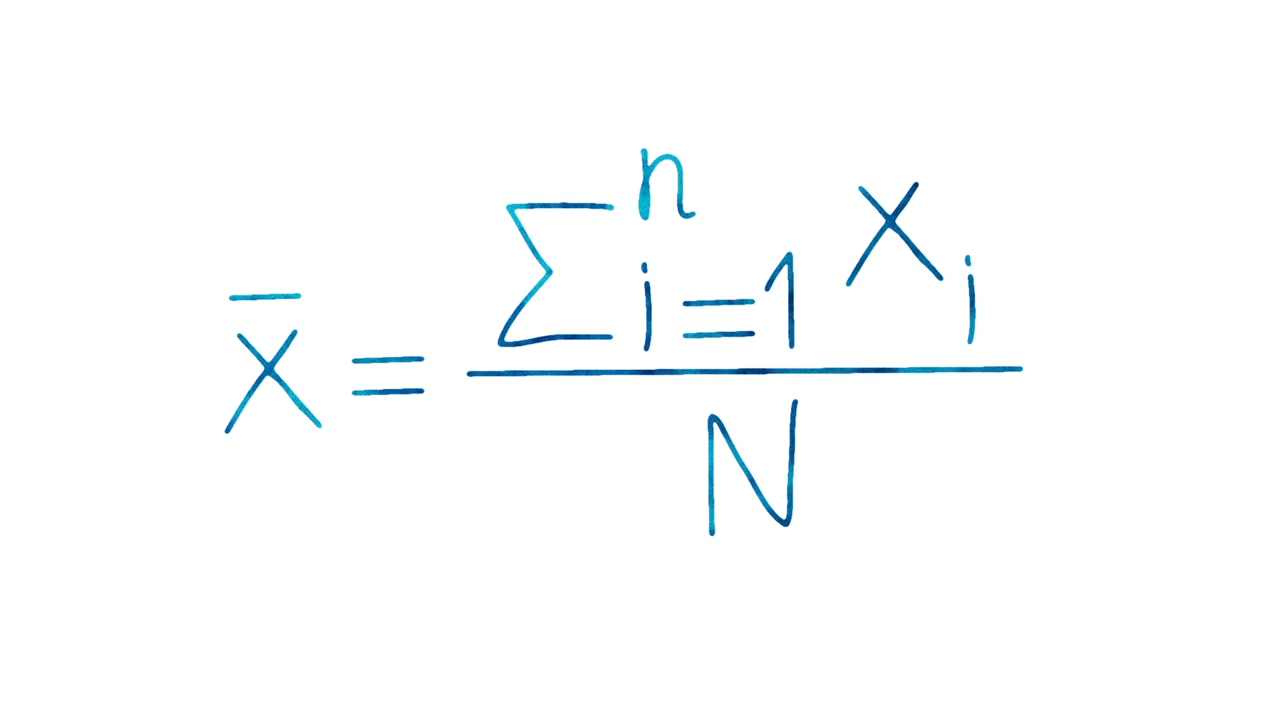 X̄ = ∑ⁿᵢ₌₁ Xᵢ
N